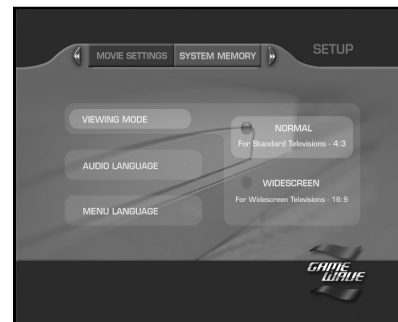 SETUP
MOVIE SETTINGS SYSTEM MEMORY
VIEWING MODE
NORMAL
For Standard Televisions - 4:3
AUDIO LANGUAGE
WIDESCREEN
For Widescreen Televisions - 16:9
MENU LANGUAGE
GAME
WAVE